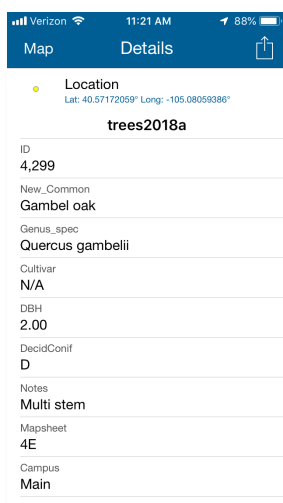 Verizon 11:21 AM 88%
Map Details
Location
Lat: 40.57172059° Long: -105.08059386°
trees2018a
ID
4,299
New_Common
Gambel oak
Genus_spec
Quercus gambelii
Cultivar
N/A
DBH
2.00
DecidConif
D
Notes
Multi stem
Mapsheet
4E
Campus
Main